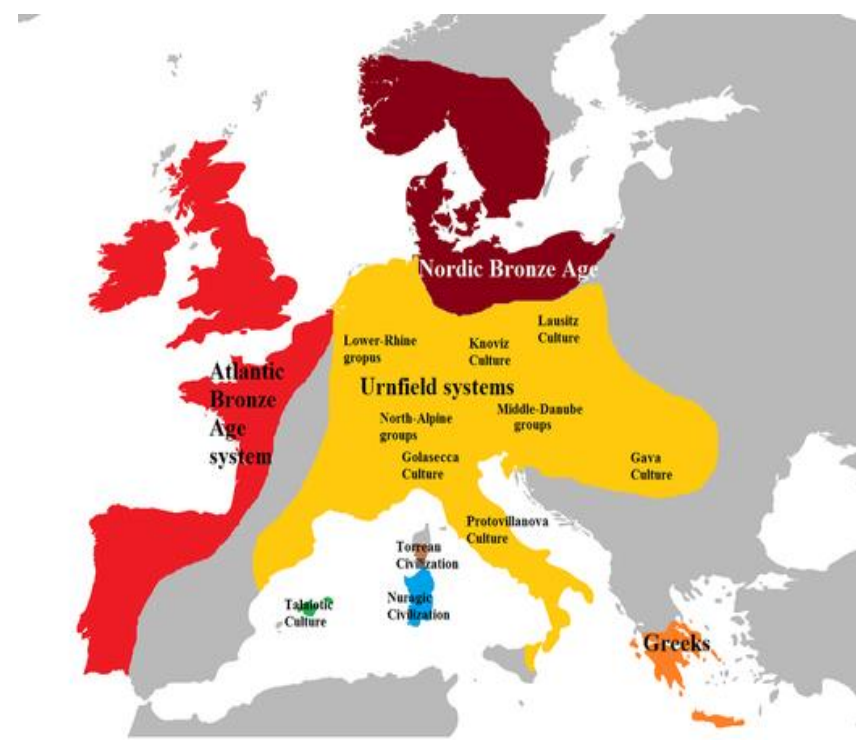 Nordic Bronze Age
Lausitz
Culture
Lower-Rhine
gropus
Knoviz
Culture
Atlantic
Bronze
Age
system
Urnfield systems
North-Alpine
groups
Middle-Danube
groups
Golasecca
Culture
Gava
Culture
Protovillanova
Culture
Torrean
Civilization
Talaiotic
Culture
Nuragic
Civilization
Greeks